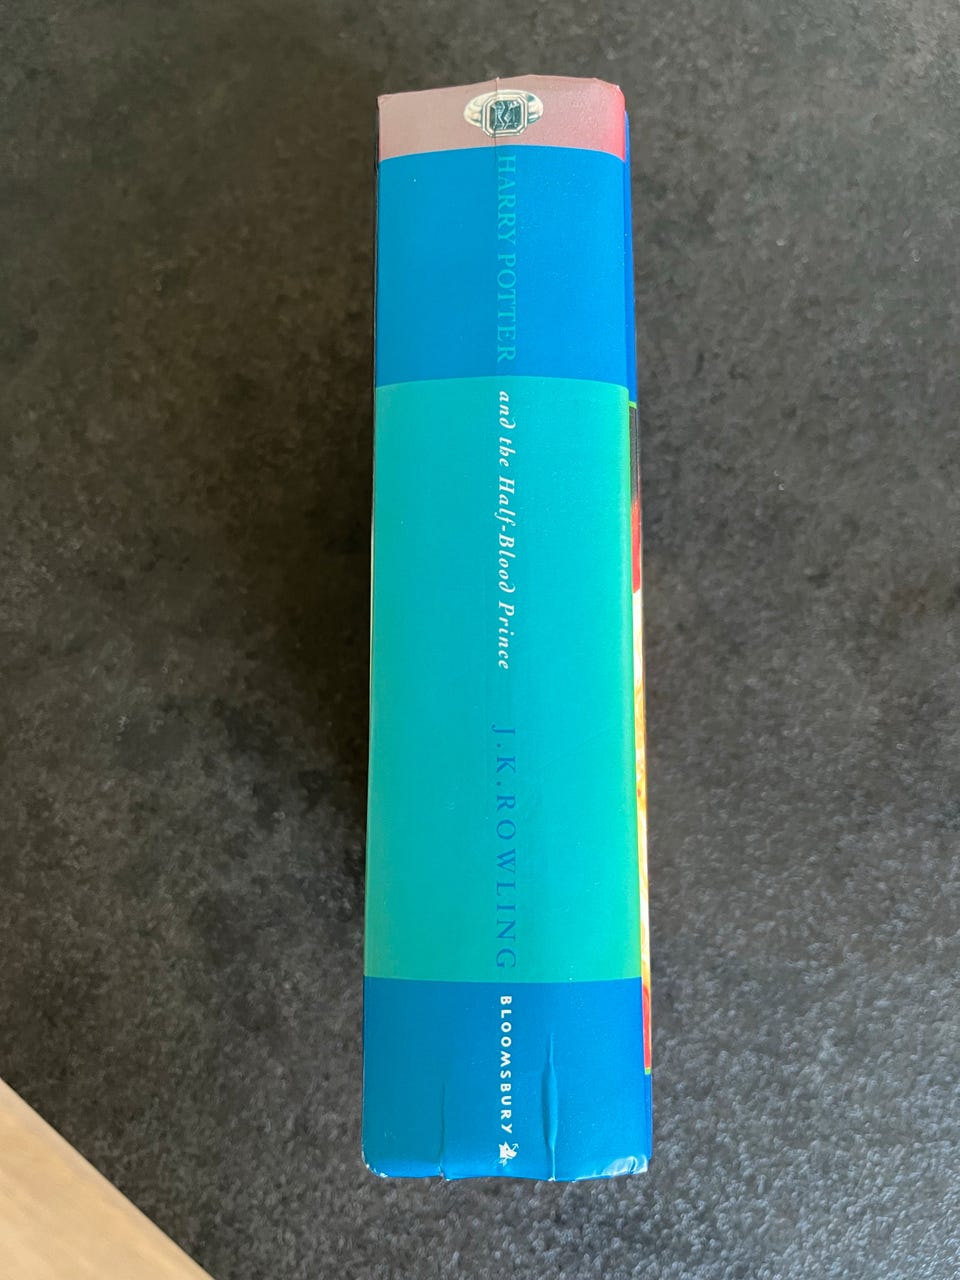 HARRY POTTER and the Half-Blood Prince J.K.ROWLING BLOOMSBURY